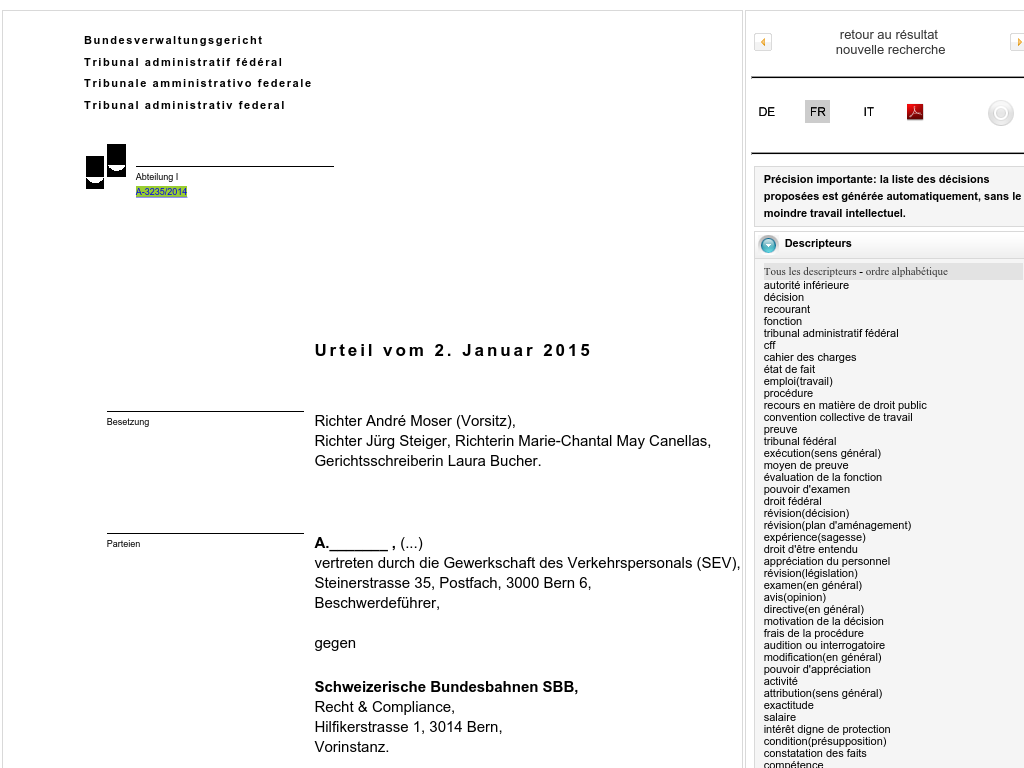 Bundesverwaltungsgericht
Tribunal administratif fédéral
Tribunale amministrativo federale
Tribunal administrativ federal
Abteilung I
A-3235/2014
Urteil vom 2. Januar 2015
Besetzung
Richter André Moser (Vorsitz),
Richter Jürg Steiger, Richterin Marie-Chantal May Canellas,
Gerichtsschreiberin Laura Bucher.
Parteien
A._______ , (...)
vertreten durch die Gewerkschaft des Verkehrspersonals (SEV),
Steinerstrasse 35, Postfach, 3000 Bern 6,
Beschwerdeführer,
gegen
Schweizerische Bundesbahnen SBB,
Recht & Compliance,
Hilfikerstrasse 1, 3014 Bern,
Vorinstanz.
retour au résultat
nouvelle recherche
DE FR IT
Précision importante: la liste des décisions
proposées est générée automatiquement, sans le
moindre travail intellectuel.
Descripteurs
Tous les descripteurs - ordre alphabétique
autorité inférieure
décision
recourant
fonction
tribunal administratif fédéral
cff
cahier des charges
état de fait
emploi(travail)
procédure
recours en matière de droit public
convention collective de travail
preuve
tribunal fédéral
exécution(sens général)
moyen de preuve
évaluation de la fonction
pouvoir d'examen
droit fédéral
révision(décision)
révision(plan d'aménagement)
expérience(sagesse)
droit d'être entendu
appréciation du personnel
révision(législation)
examen(en général)
avis(opinion)
directive(en général)
motivation de la décision
frais de la procédure
audition ou interrogatoire
modification(en général)
pouvoir d'appréciation
activité
attribution(sens général)
exactitude
salaire
intérêt digne de protection
condition(présupposition)
constatation des faits
compétence